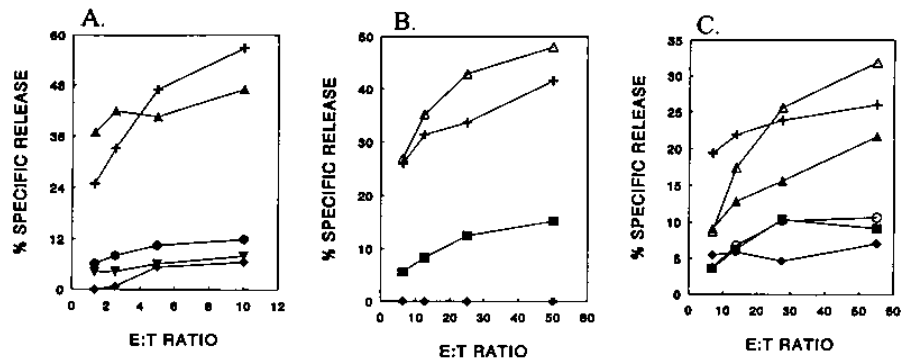 A.
% SPECIFIC RELEASE
60
48
36
24
12
0
0 2 4 6 8 10 12
E:T RATIO
B.
% SPECIFIC RELEASE
50
40
30
20
10
0
0 10 20 30 40 50 60
E:T RATIO
C.
% SPECIFIC RELEASE
35
30
25
20
15
10
5
0
0 10 20 30 40 50 60
E:T RATIO